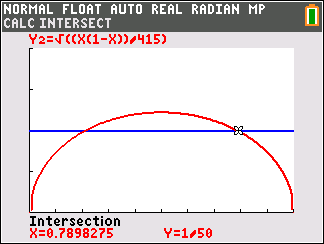 NORMAL FLOAT AUTO REAL RADIAN MP
CALC INTERSECT
Y₂=√((X(1-X))/415)
Intersection
X=0.7898275 Y=1/50